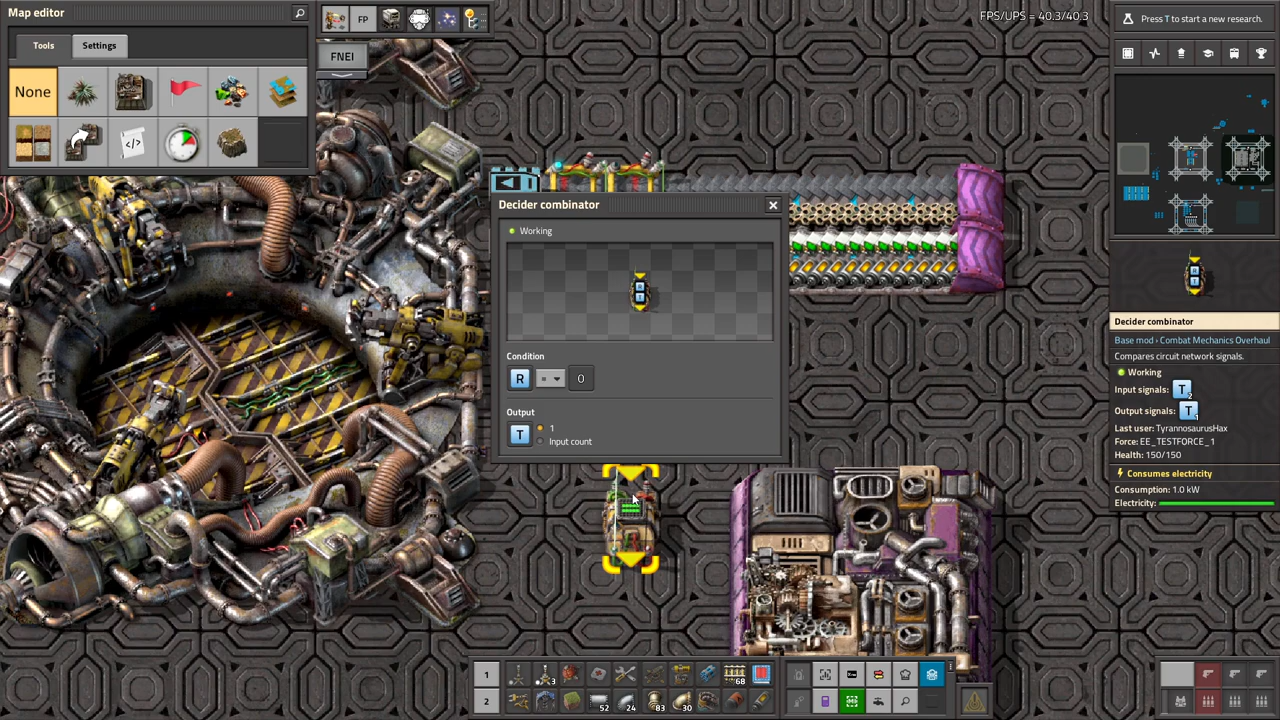 Map editor
Tools
Settings
None
FP
FNEI
FPS/UPS = 40.3/40.3
Press T to start a new research.
Decider combinator
Working
R
T
Condition
R
=
0
Output
T
1
Input count
Decider combinator
Base mod › Combat Mechanics Overhaul
Compares circuit network signals.
Working
Input signals: T
Output signals: T 1
Last user: TyrannosaurusHax
Force: EE_TESTFORCE_1
Health: 150/150
Consumes electricity
Consumption: 1.0 kW
Electricity:
1
3
68
2
52
24
83
30